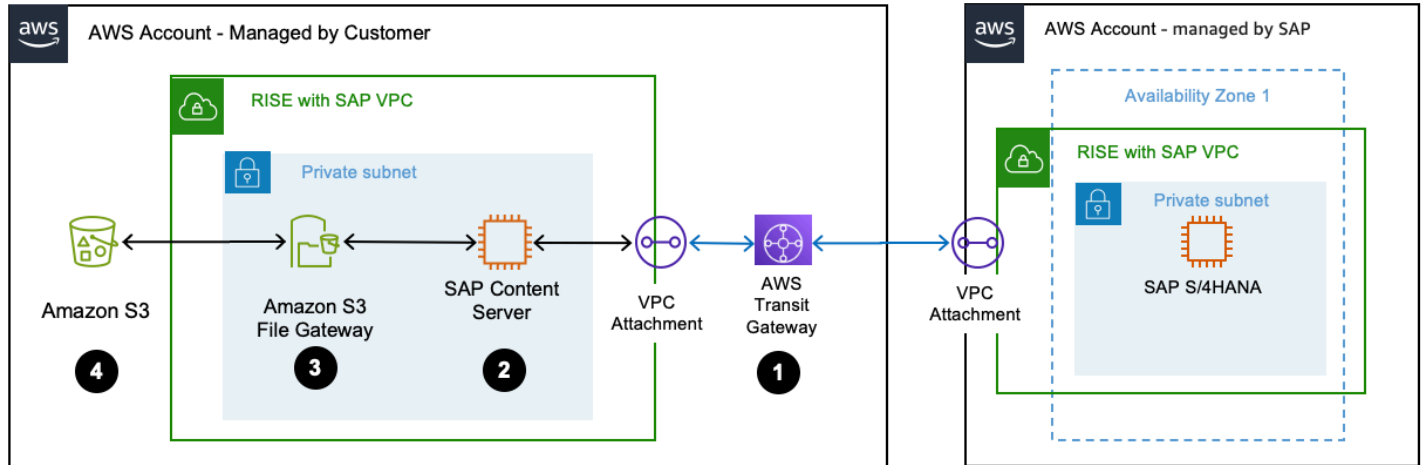 aws
AWS Account - Managed by Customer
RISE with SAP VPC
Private subnet
Amazon S3
4
Amazon S3
File Gateway
3
SAP Content
Server
2
VPC
Attachment
AWS
Transit
Gateway
1
aws
AWS Account - managed by SAP
Availability Zone 1
RISE with SAP VPC
Private subnet
SAP S/4HANA
VPC
Attachment